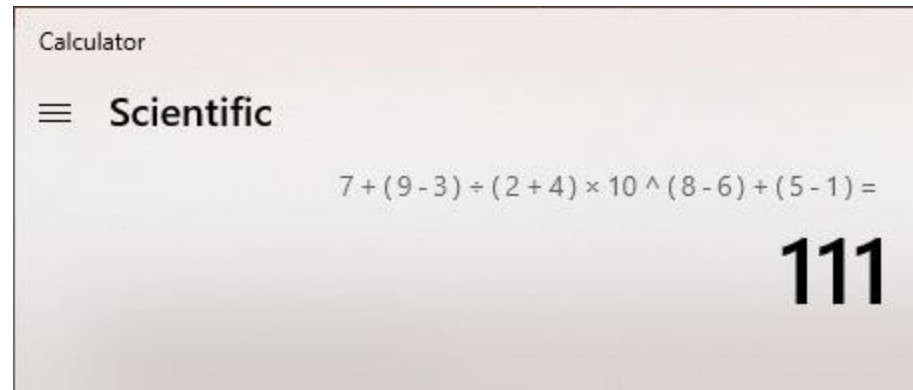 Calculator
Scientific
7 + ( 9 - 3 ) ÷ ( 2 + 4 ) × 10 ^ ( 8 - 6 ) + ( 5 - 1 ) =
111